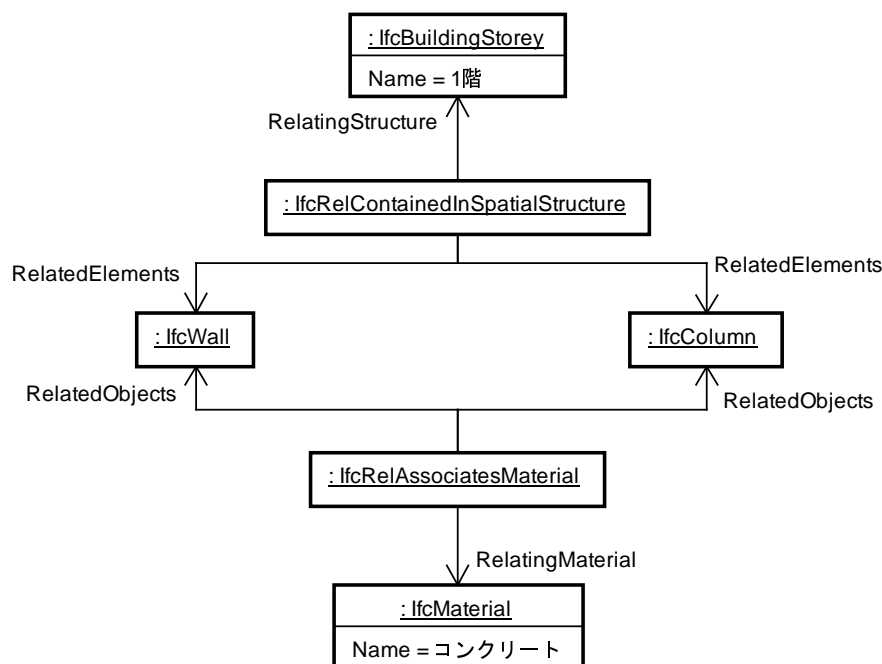 : IfcBuildingStorey
Name = 1階
RelatingStructure
: IfcRelContainedInSpatialStructure
RelatedElements
RelatedElements
: IfcWall
: IfcColumn
RelatedObjects
RelatedObjects
: IfcRelAssociatesMaterial
RelatingMaterial
: IfcMaterial
Name = コンクリート